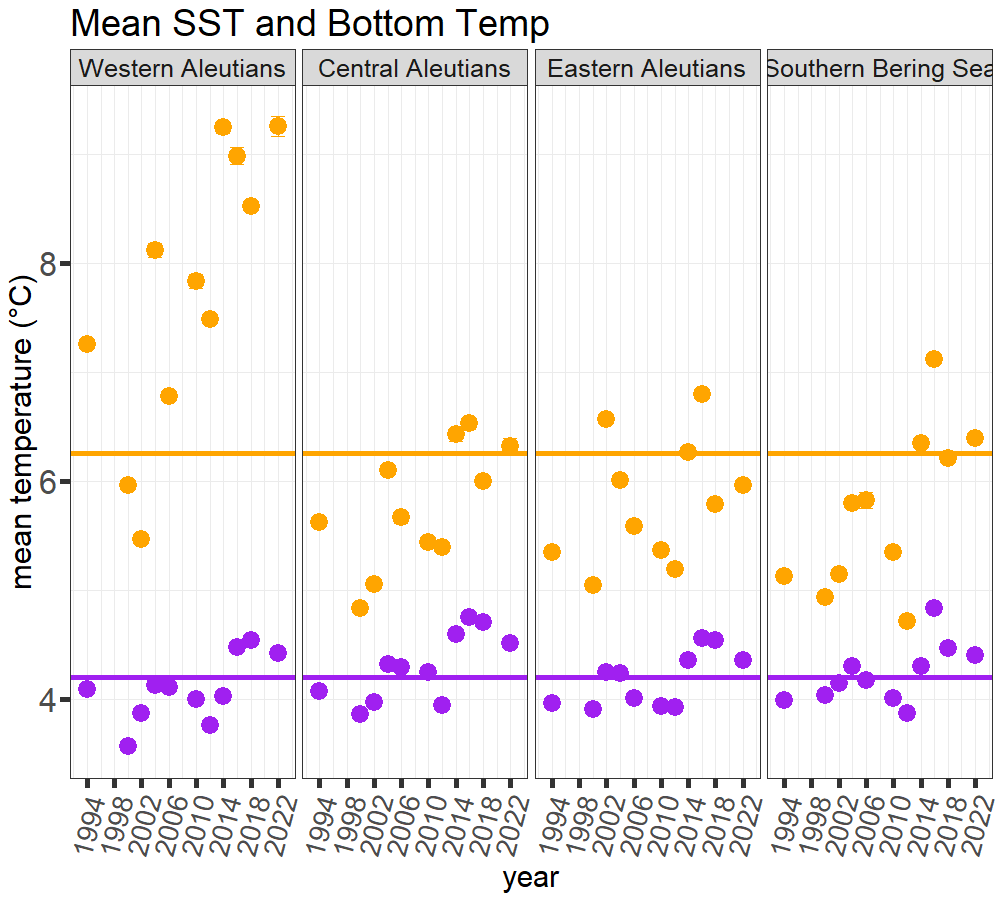 Mean SST and Bottom Temp
Western Aleutians
Central Aleutians
Eastern Aleutians
Southern Bering Sea
mean temperature (°C)
8
6
4
1994 1998 2002 2006 2010 2014 2018 2022
1994 1998 2002 2006 2010 2014 2018 2022
1994 1998 2002 2006 2010 2014 2018 2022
1994 1998 2002 2006 2010 2014 2018 2022
year